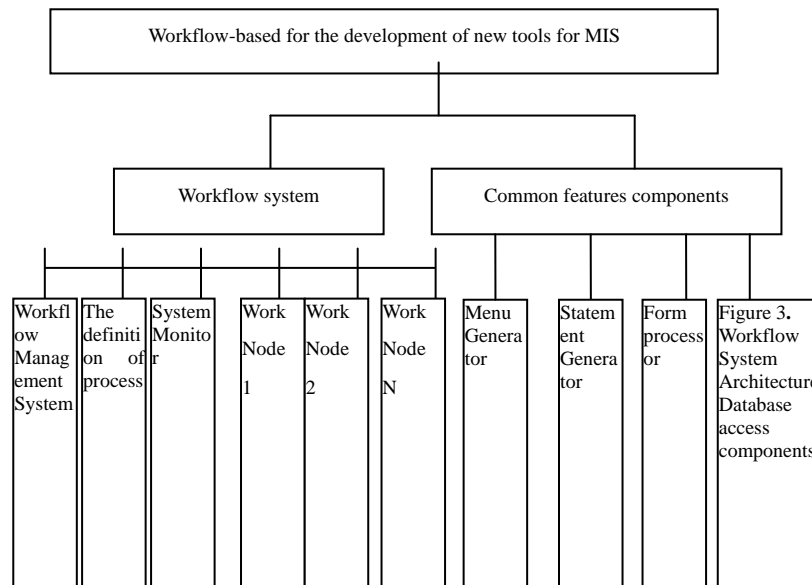 Workflow-based for the development of new tools for MIS
Workflow system
Common features components
Workfl
ow
Manag
ement
System
The
definiti
on of
process
System
Monito
r
Work
Node
1
Work
Node
2
Work
Node
N
Menu
Genera
tor
Statem
ent
Genera
tor
Form
process
or
Figure 3.
Workflow
System
Architecture
Database
access
components